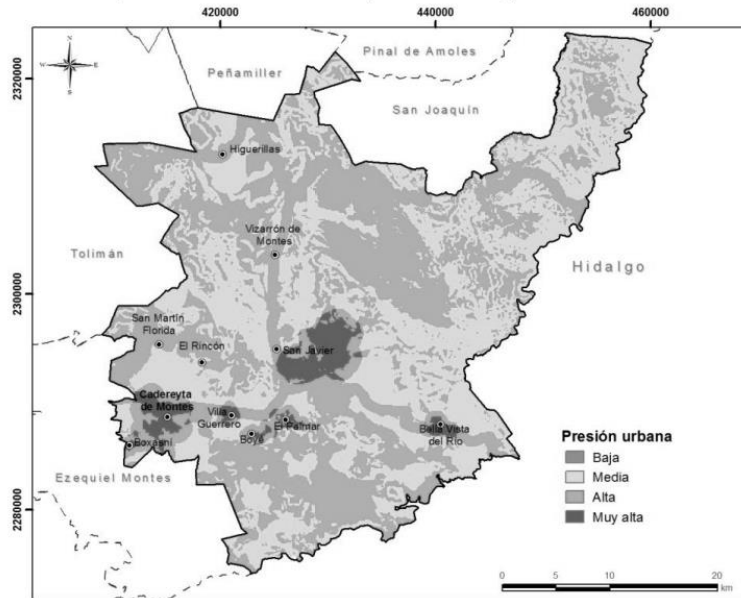 420000
440000
460000
N
E
S
2320000
2300000
2280000
Pinal de Amoles
Peñamiller
San Joaquín
Higuerillas
Vizarrón de
Montes
Tolimán
Hidalgo
San Martín
Florida
El Rincón
San Javier
Cadereyta
de Montes
Villa
Guerrero
El Palmar
Boyé
Bella Vista
del Río
Boxasní
Ezequiel Montes
Presión urbana
Baja
Media
Alta
Muy alta
0 5 10 20
km